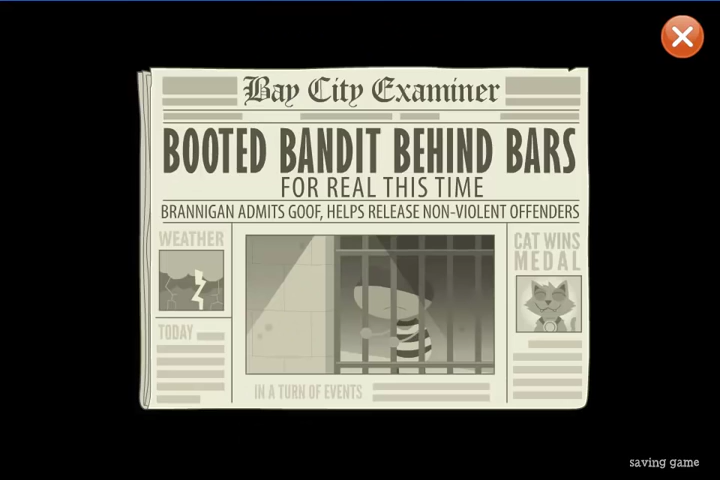 Bay City Examiner
BOOTED BANDIT BEHIND BARS
FOR REAL THIS TIME
BRANNIGAN ADMITS GOOF, HELPS RELEASE NON-VIOLENT OFFENDERS
WEATHER
TODAY
IN A TURN OF EVENTS
CAT WINS
MEDAL
saving game